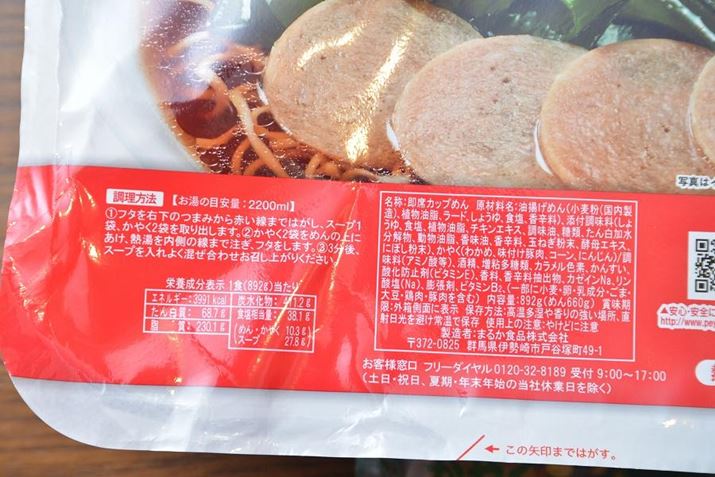 写真はイ
調理方法 【お湯の目安量：2200ml】
①フタを右下のつまみから赤い線まではがし、スープ1
袋、かやく2袋を取り出します。②かやく2袋をめんの上に
あけ、熱湯を内側の線まで注ぎ、フタをします。③3分後、
スープを入れよく混ぜ合わせお召し上がりください。
栄養成分表示 1食(892g)当たり
エネルギー:3991kcal
たん白質: 68.7g
脂質: 230.1g
炭水化物: 411.2g
食塩相当量: 38.1g
(めん・かやく 10.3g)
スープ 27.8g
名称:即席カップめん 原材料名:油揚げめん(小麦粉(国内製
造)、植物油脂、ラード、しょうゆ、食塩、香辛料)、添付調味料(し
ょうゆ、食塩、植物油脂、チキンエキス、調味油、糖類、たん白加水
分解物、動物油脂、香味油、香辛料、玉ねぎ粉末、酵母エキス、
にぼし粉末)、かやく(わかめ、味付け豚肉、コーン、にんじん)/調
味料(アミノ酸等)、酒精、増粘多糖類、カラメル色素、かんすい、
酸化防止剤(ビタミンE)、香料、香辛料抽出物、カゼインNa、リン
酸塩(Na)、膨張剤、ビタミンB₂、(一部に小麦・卵・乳成分・ごま・
大豆・鶏肉・豚肉を含む) 内容量:892g(めん660g) 賞味期
限:外箱側面に表示 保存方法:高温多湿や香りの強い場所、直
射日光を避けて常温で保存 使用上の注意:やけどに注意
製造者:まるか食品株式会社
〒372-0825 群馬県伊勢崎市戸谷塚町49-1
▲安心・安全に
http://www.pey
お客様窓口 フリーダイヤル 0120-32-8189 受付 9:00～17:00
(土日・祝日、夏期・年末年始の当社休業日を除く)
← この矢印まではがす。